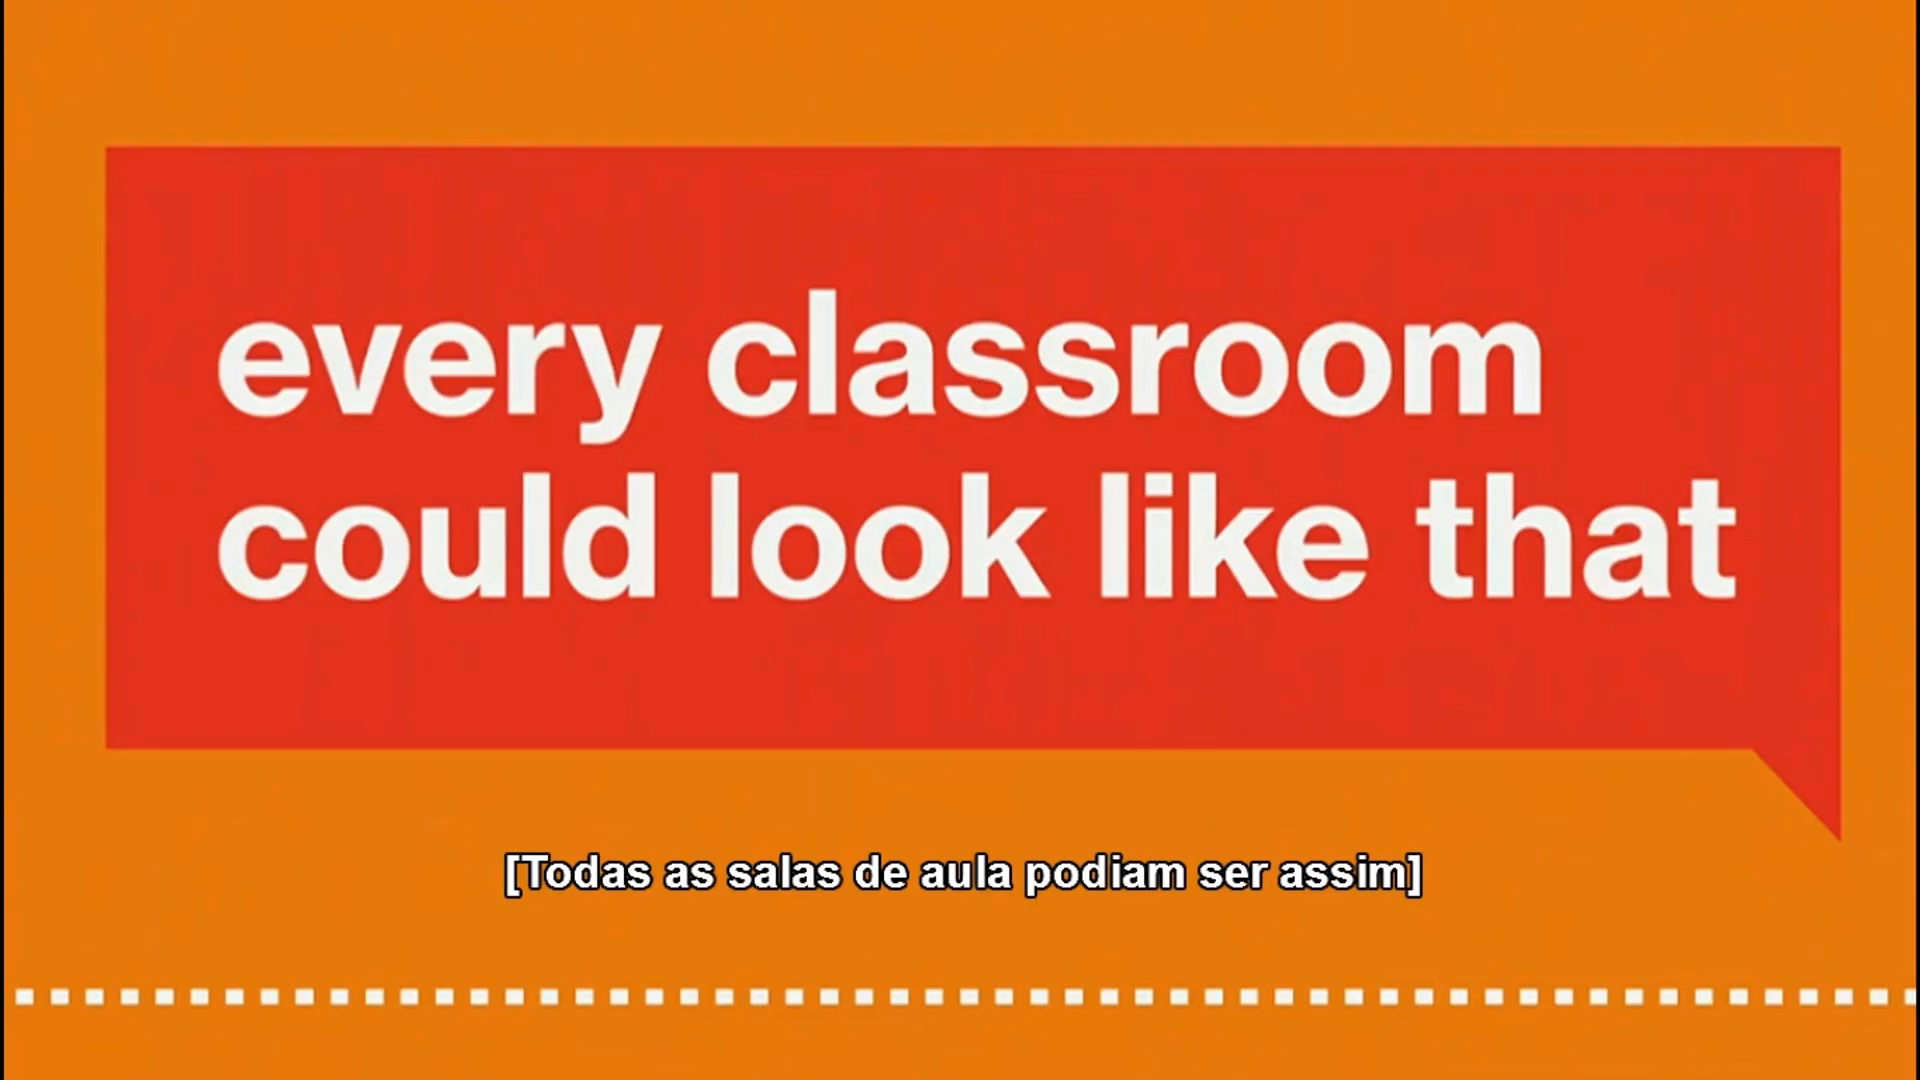 every classroom
could look like that
[Todas as salas de aula podiam ser assim]